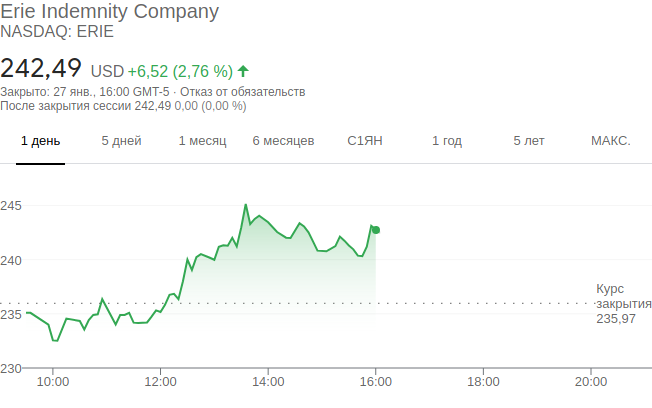 Erie Indemnity Company
NASDAQ: ERIE
242,49 USD +6,52 (2,76 %)
Закрыто: 27 янв., 16:00 GMT-5 · Отказ от обязательств
После закрытия сессии 242,49 0,00 (0,00 %)
1 день 5 дней 1 месяц 6 месяцев С1ЯН 1 год 5 лет МАКС.
245
240
Курс
закрытия
235,97
235
230
10:00 12:00 14:00 16:00 18:00 20:00